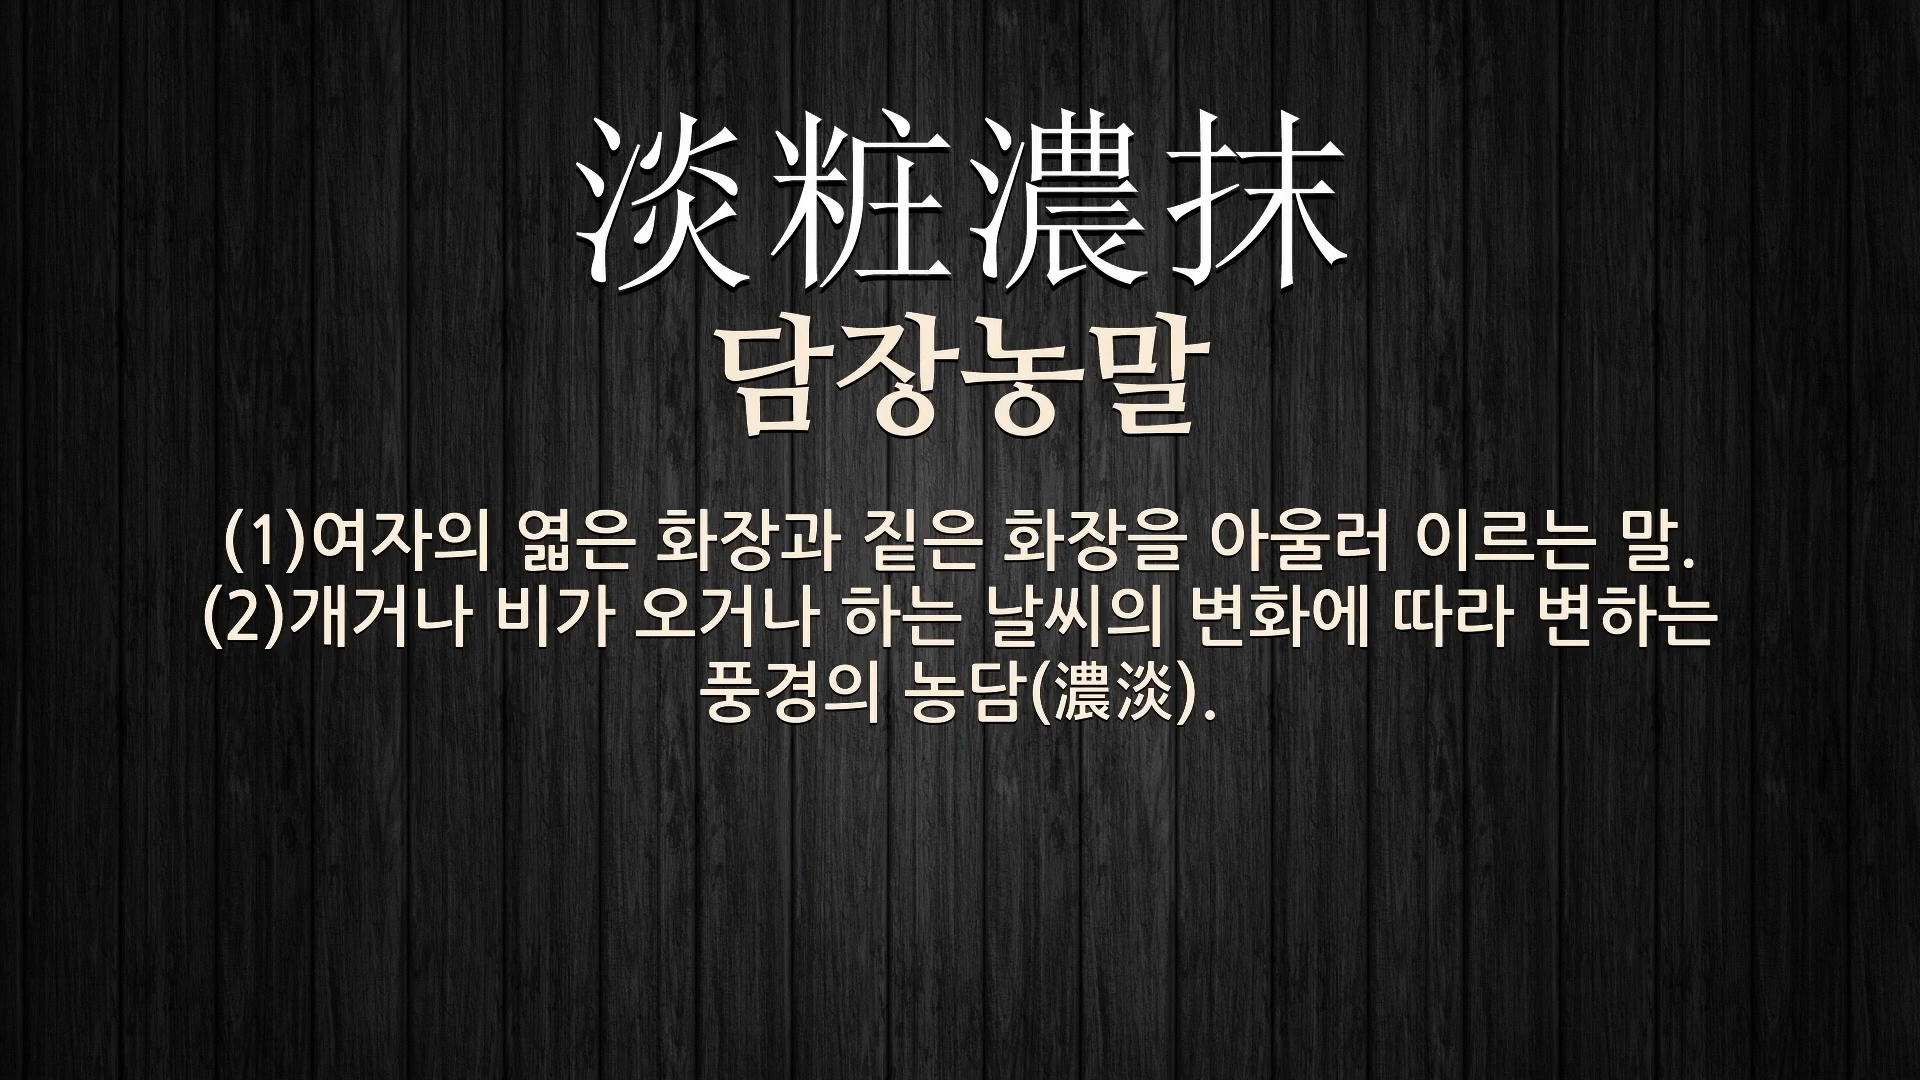 淡粧濃抹
담장농말
(1)여자의 엷은 화장과 짙은 화장을 아울러 이르는 말.
(2)개거나 비가 오거나 하는 날씨의 변화에 따라 변하는
풍경의 농담(濃淡).